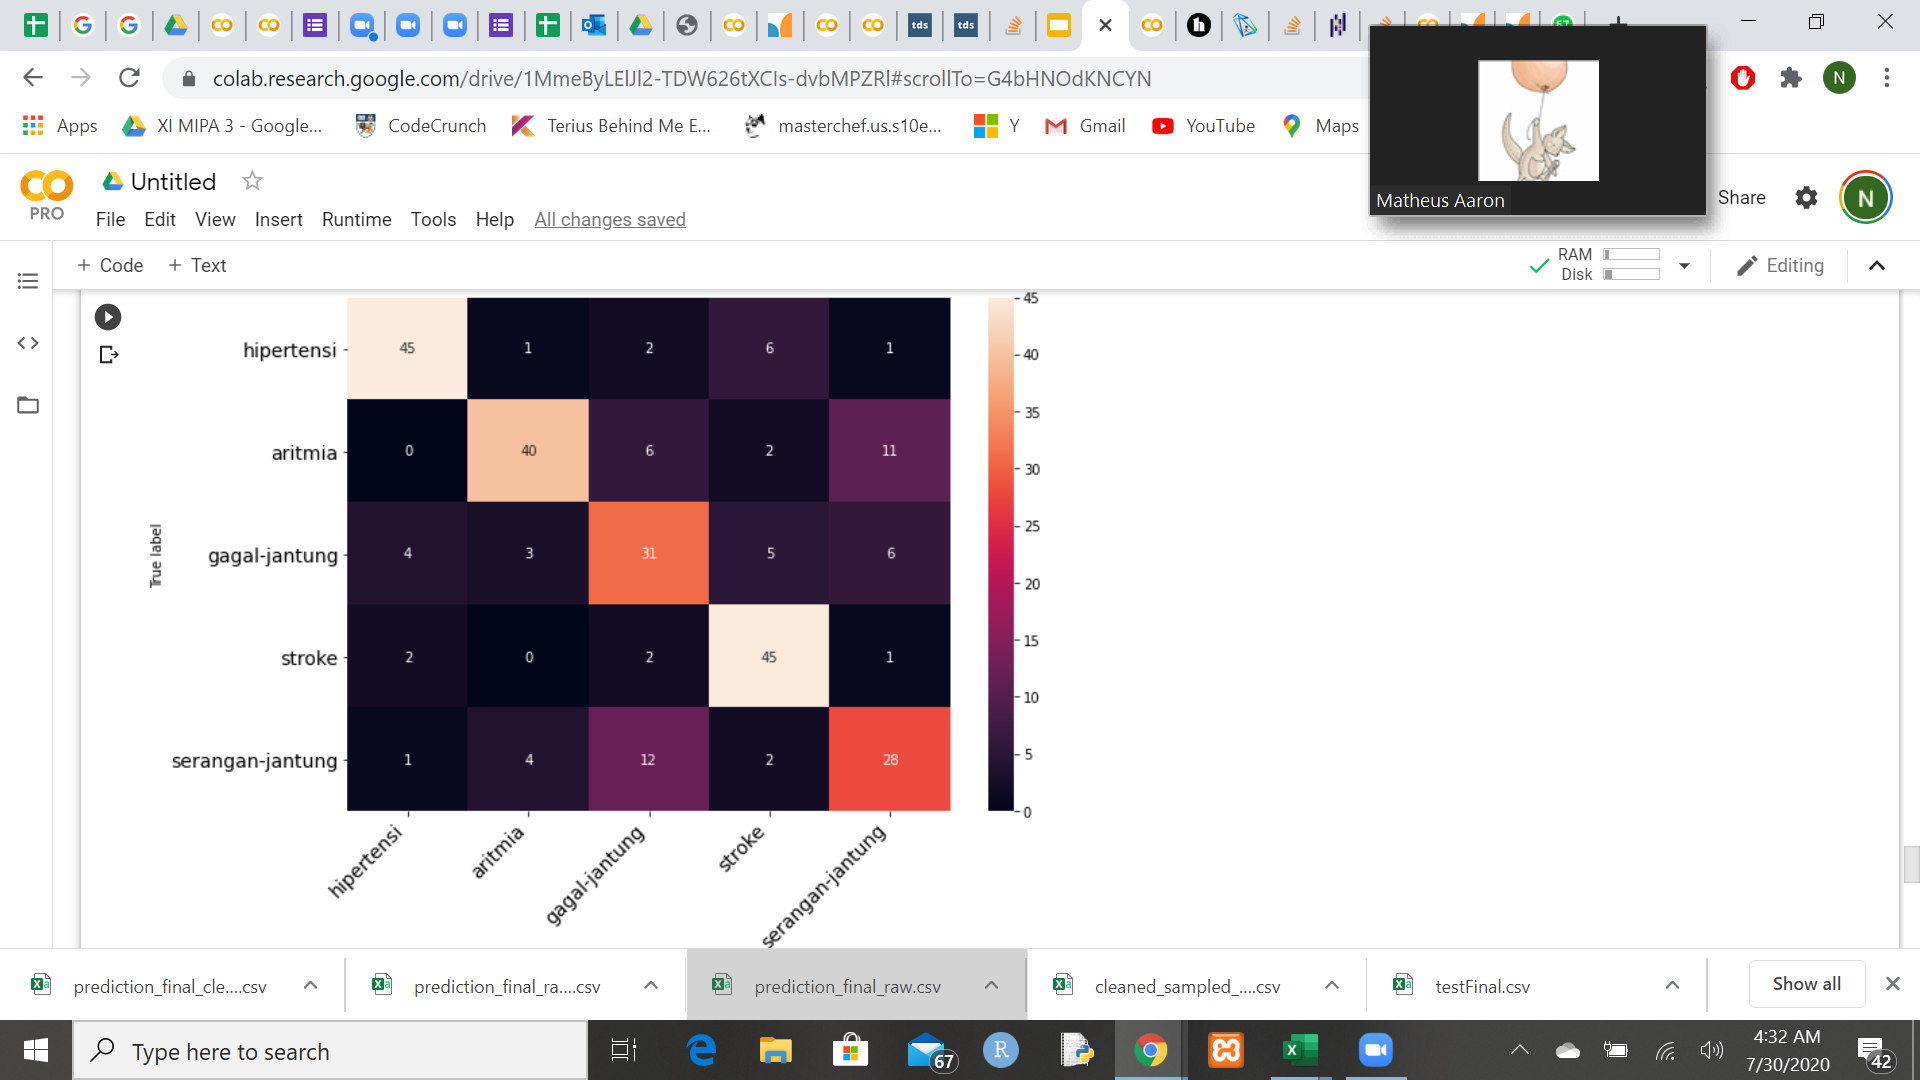 tds
tds
67
colab.research.google.com/drive/1MmeByLElJl2-TDW626tXCIs-dvbMPZRl#scrollTo=G4bHNOdKNCYN
N
Apps
XI MIPA 3 - Google...
CodeCrunch
Terius Behind Me E...
masterchef.us.s10e...
Y
Gmail
YouTube
Maps
Matheus Aaron
PRO
Untitled
File Edit View Insert Runtime Tools Help All changes saved
Share
N
+ Code + Text
RAM
Disk
Editing
True label
hipertensi 45 1 2 6 1
aritmia 0 40 6 2 11
gagal-jantung 4 3 31 5 6
stroke 2 0 2 45 1
serangan-jantung 1 4 12 2 28
hipertensi
aritmia
gagal-jantung
stroke
serangan-jantung
45
40
35
30
25
20
15
10
5
0
prediction_final_cle....csv
prediction_final_ra....csv
prediction_final_raw.csv
cleaned_sampled_....csv
testFinal.csv
Show all
Type here to search
67
R
4:32 AM
7/30/2020
42